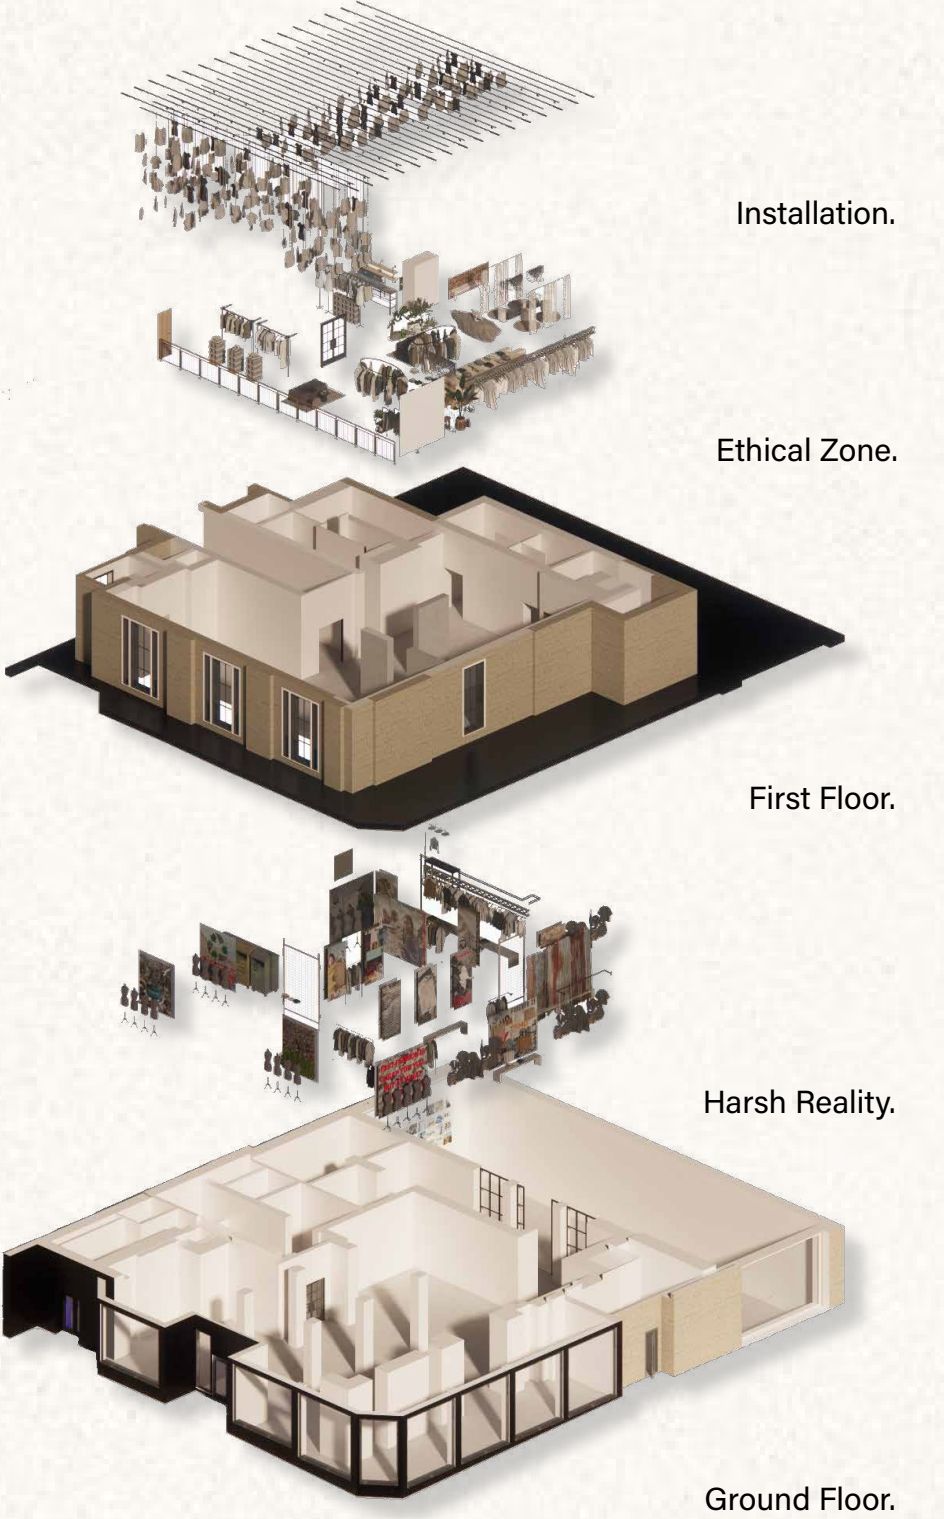 Installation.
Ethical Zone.
First Floor.
Harsh Reality.
Ground Floor.